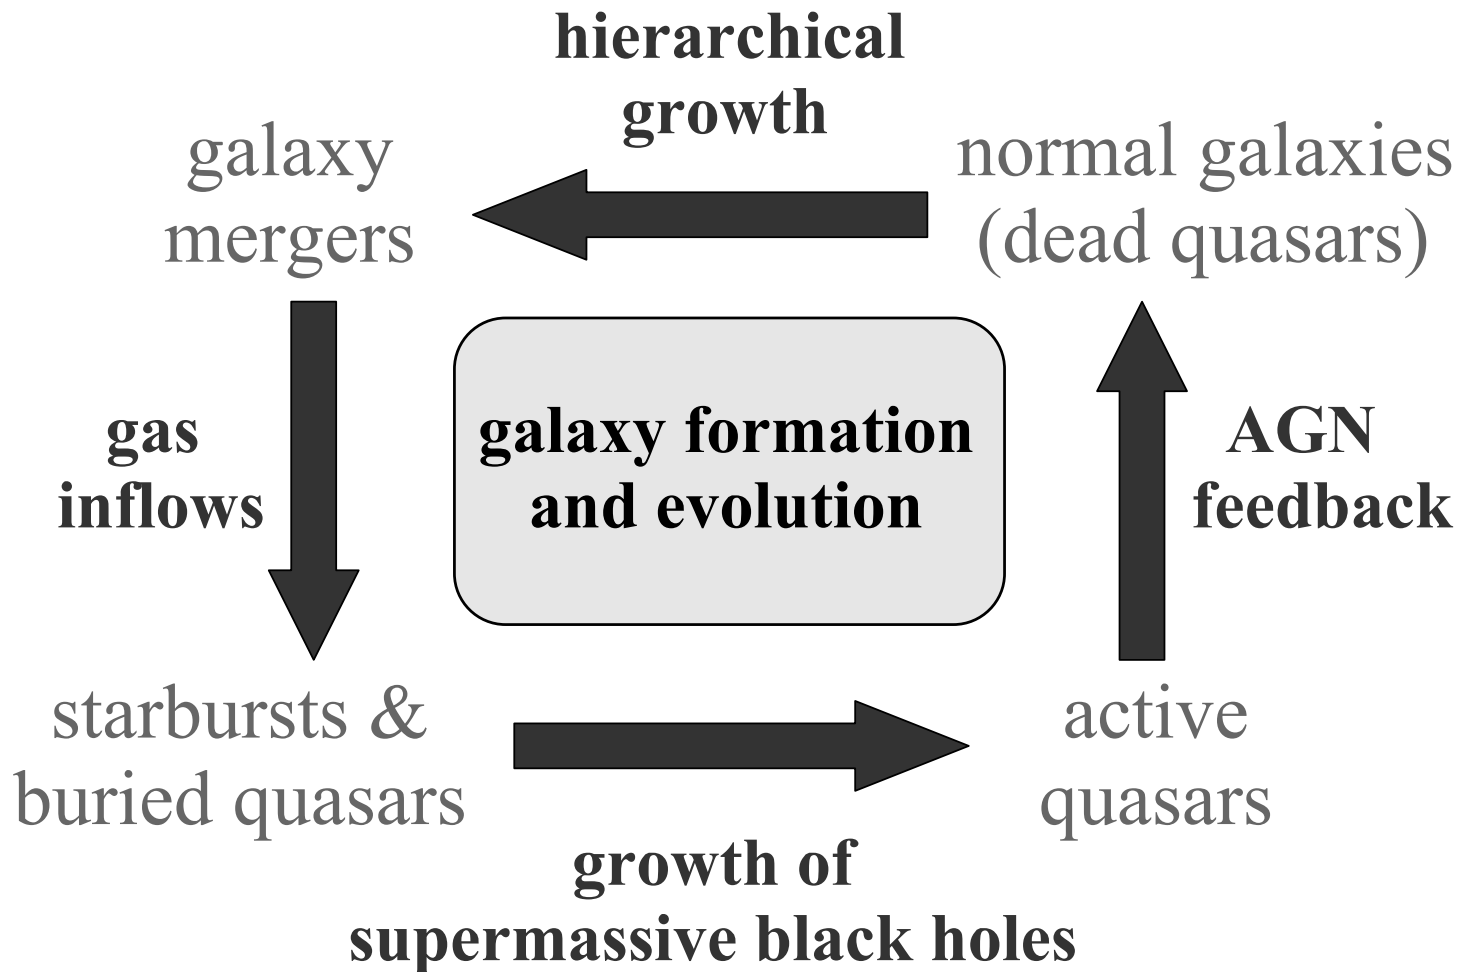 hierarchical
growth
galaxy
mergers
normal galaxies
(dead quasars)
gas
inflows
galaxy formation
and evolution
AGN
feedback
starbursts &
buried quasars
active
quasars
growth of
supermassive black holes